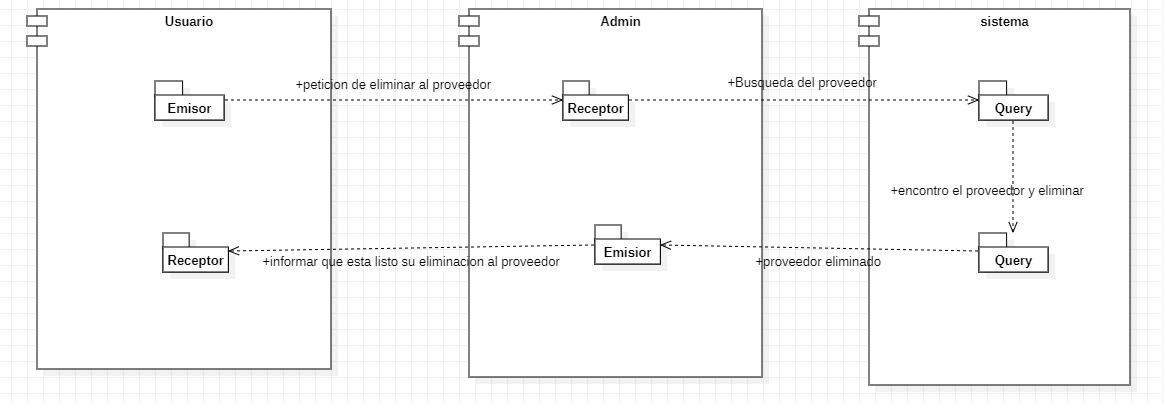 Usuario
Admin
sistema
+peticion de eliminar al proveedor
+Busqueda del proveedor
Emisor
Receptor
Query
+encontro el proveedor y eliminar
Receptor
Emisior
Query
+informar que esta listo su eliminacion al proveedor
+proveedor eliminado